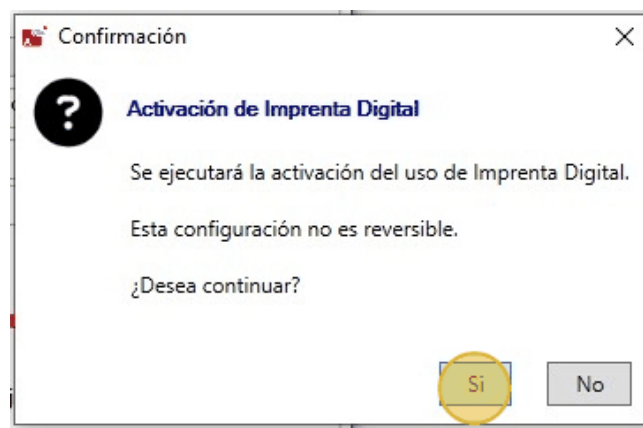 Confirmación
Activación de Imprenta Digital
Se ejecutará la activación del uso de Imprenta Digital.
Esta configuración no es reversible.
¿Desea continuar?
Si
No